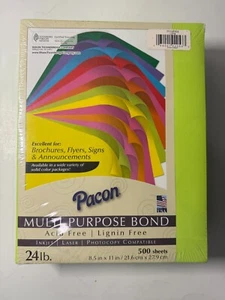 Excellent for:
Brochures, Flyers, Signs
& Announcements
Available in a wide variety of
solid color packages!
Pacon
MULTI-PURPOSE BOND
Acid Free | Lignin Free
INKJET | LASER | PHOTOCOPY COMPATIBLE
24 lb.
500 sheets
8.5 in x 11 in (21.6 cm x 27.9 cm)